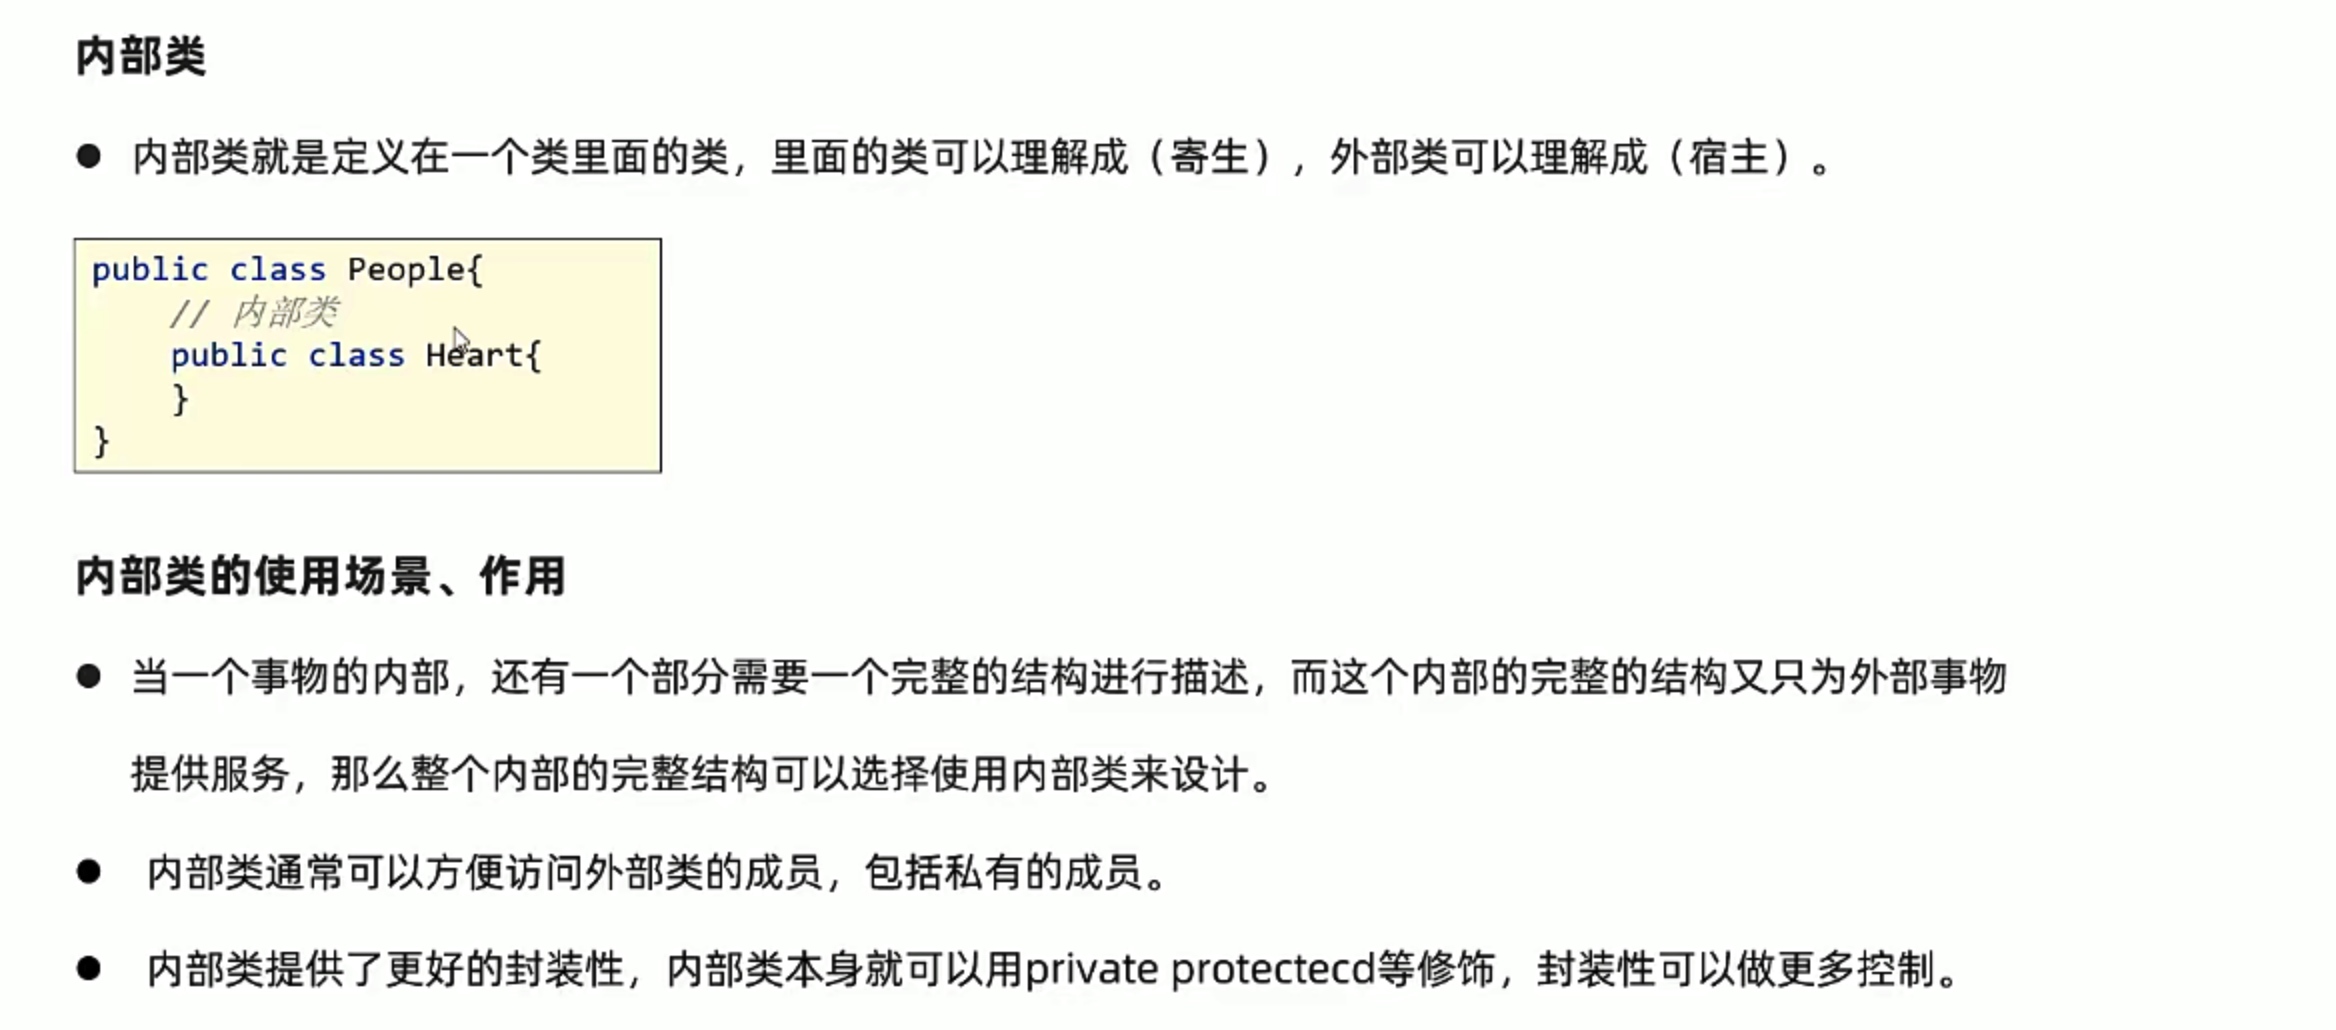 内部类
● 内部类就是定义在一个类里面的类，里面的类可以理解成（寄生），外部类可以理解成（宿主）。
public class People{
    // 内部类
    public class Heart{
    }
}
内部类的使用场景、作用
● 当一个事物的内部，还有一个部分需要一个完整的结构进行描述，而这个内部的完整的结构又只为外部事物
提供服务，那么整个内部的完整结构可以选择使用内部类来设计。
● 内部类通常可以方便访问外部类的成员，包括私有的成员。
● 内部类提供了更好的封装性，内部类本身就可以用private protectecd等修饰，封装性可以做更多控制。